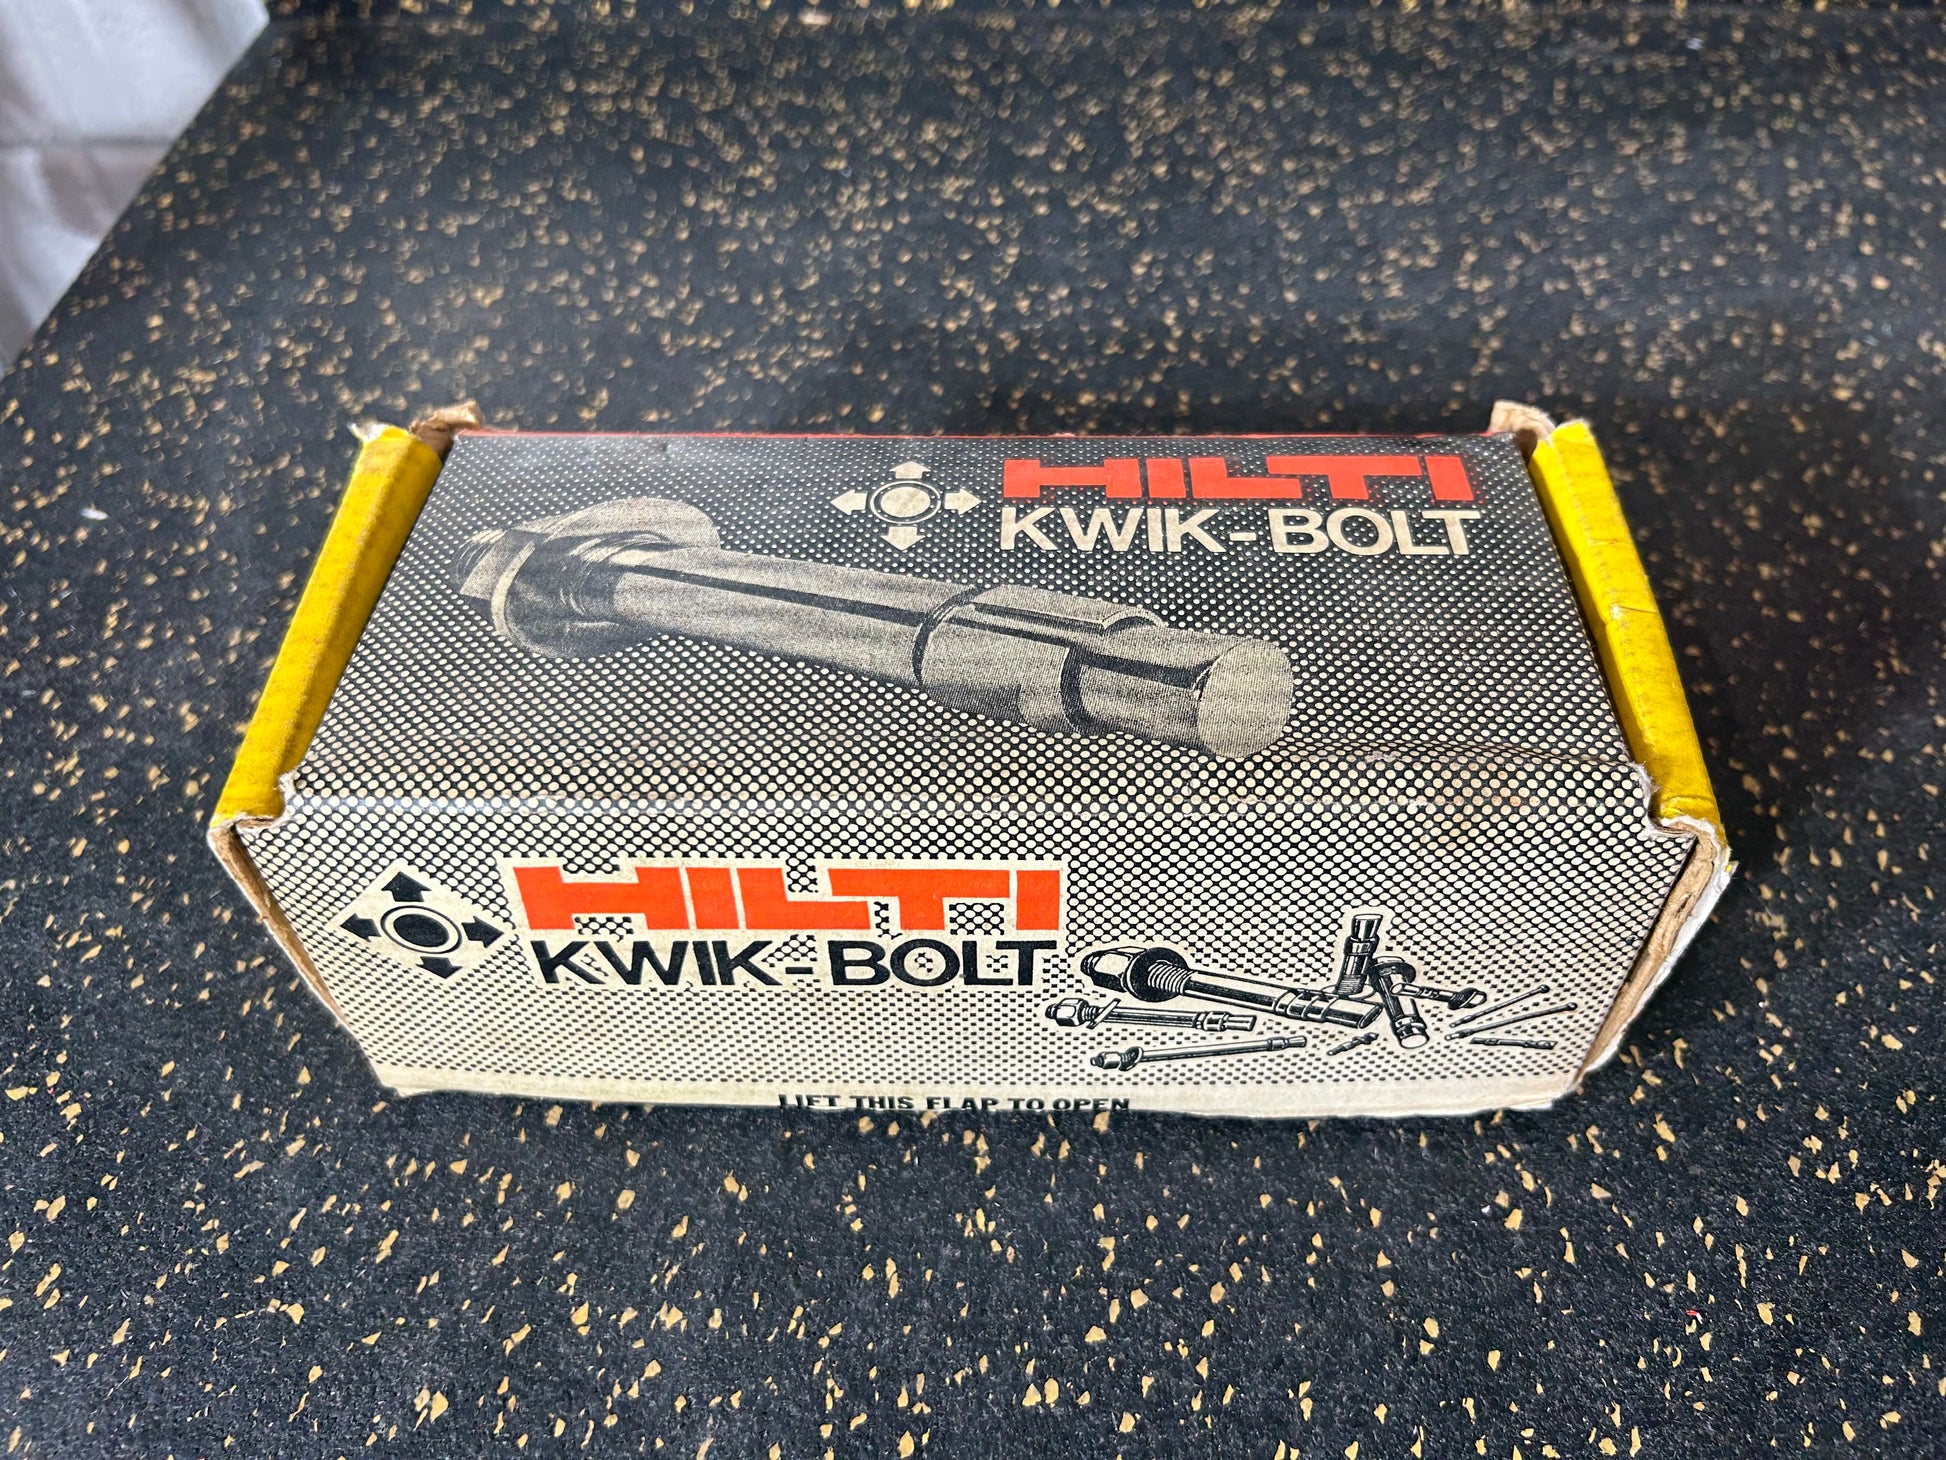 HILTI
KWIK-BOLT
HILTI
KWIK-BOLT
LIFT THIS FLAP TO OPEN